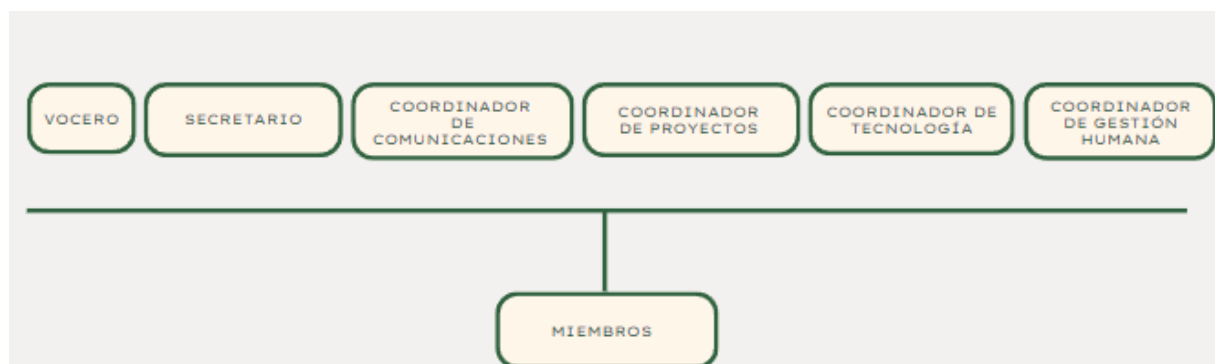 VOCERO
SECRETARIO
COORDINADOR
DE
COMUNICACIONES
COORDINADOR
DE PROYECTOS
COORDINADOR DE
TECNOLOGÍA
COORDINADOR
DE GESTIÓN
HUMANA
MIEMBROS